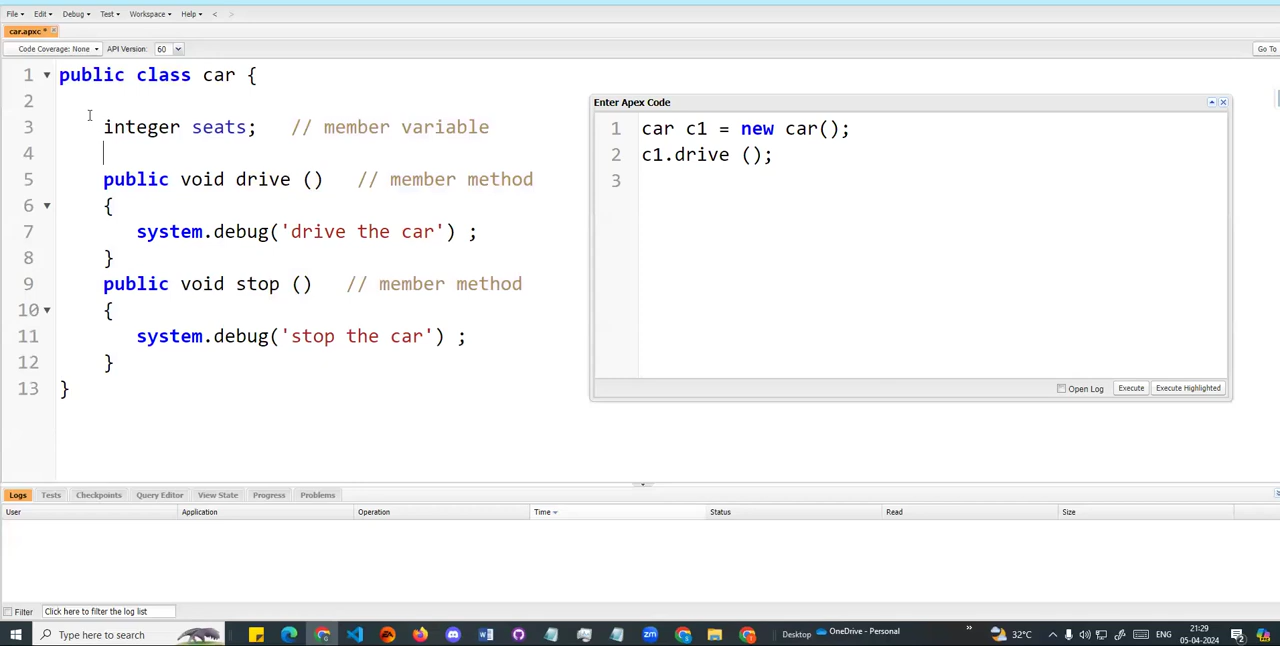 File Edit Debug Test Workspace Help < >
car.apxc *
Code Coverage: None API Version: 60 Go To
1 public class car {
2
3 integer seats; // member variable
4
5 public void drive () // member method
6 {
7 system.debug('drive the car') ;
8 }
9 public void stop () // member method
10 {
11 system.debug('stop the car') ;
12 }
13 }
Enter Apex Code
1 car c1 = new car();
2 c1.drive ();
3
Open Log Execute Execute Highlighted
Logs Tests Checkpoints Query Editor View State Progress Problems
User Application Operation Time Status Read Size
Filter Click here to filter the log list
Type here to search
Desktop OneDrive - Personal
32°C
ENG
21:29
05-04-2024